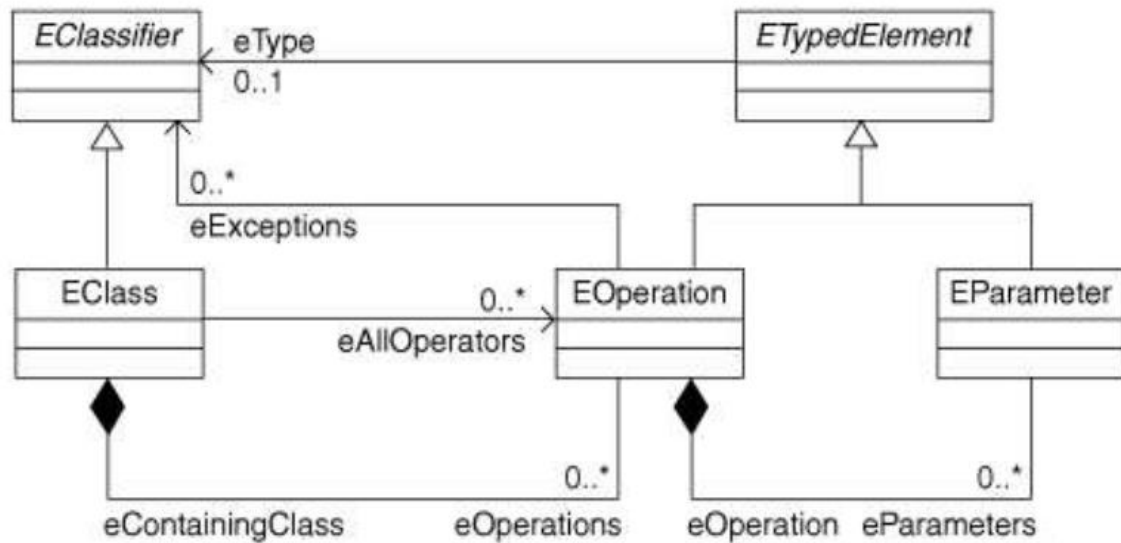 EClassifier
eType
0..1
ETypedElement
0..*
eExceptions
EClass
0..*
eAllOperators
EOperation
EParameter
0..*
0..*
eContainingClass
eOperations
eOperation
eParameters